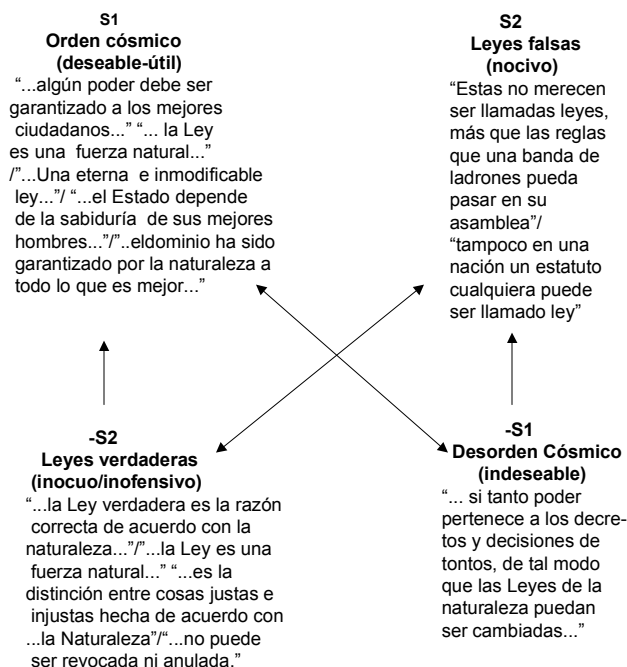 S1
Orden cósmico
(deseable-útil)
“...algún poder debe ser
garantizado a los mejores
ciudadanos...” “... la Ley
es una fuerza natural...”
/”...Una eterna e inmodificable
ley...”/ “...el Estado depende
de la sabiduría de sus mejores
hombres...”/”..eldominio ha sido
garantizado por la naturaleza a
todo lo que es mejor...”
S2
Leyes falsas
(nocivo)
“Estas no merecen
ser llamadas leyes,
más que las reglas
que una banda de
ladrones pueda
pasar en su
asamblea”/
“tampoco en una
nación un estatuto
cualquiera puede
ser llamado ley”
-S2
Leyes verdaderas
(inocuo/inofensivo)
“...la Ley verdadera es la razón
correcta de acuerdo con la
naturaleza...”/”...la Ley es una
fuerza natural...” “...es la
distinción entre cosas justas e
injustas hecha de acuerdo con
...la Naturaleza”/“...no puede
ser revocada ni anulada.”
-S1
Desorden Cósmico
(indeseable)
“... si tanto poder
pertenece a los decre-
tos y decisiones de
tontos, de tal modo
que las Leyes de la
naturaleza puedan
ser cambiadas...”